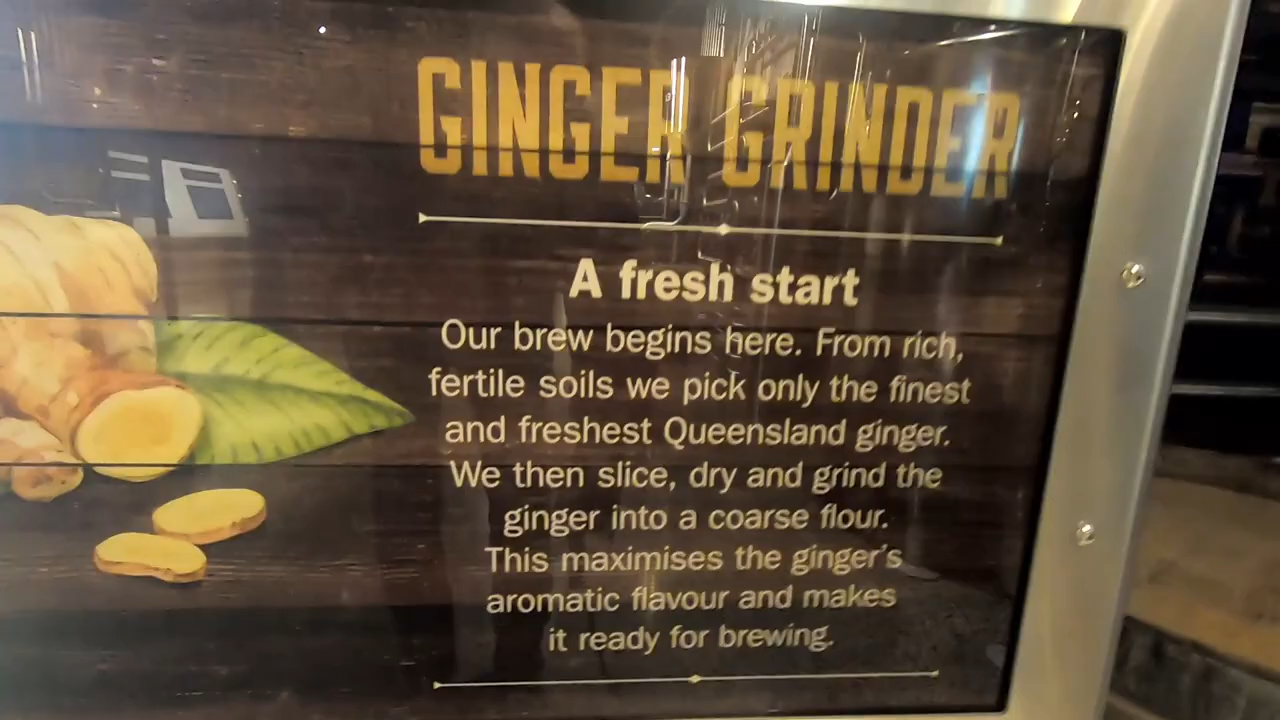 GINGER GRINDER
A fresh start
Our brew begins here. From rich,
fertile soils we pick only the finest
and freshest Queensland ginger.
We then slice, dry and grind the
ginger into a coarse flour.
This maximises the ginger's
aromatic flavour and makes
it ready for brewing.